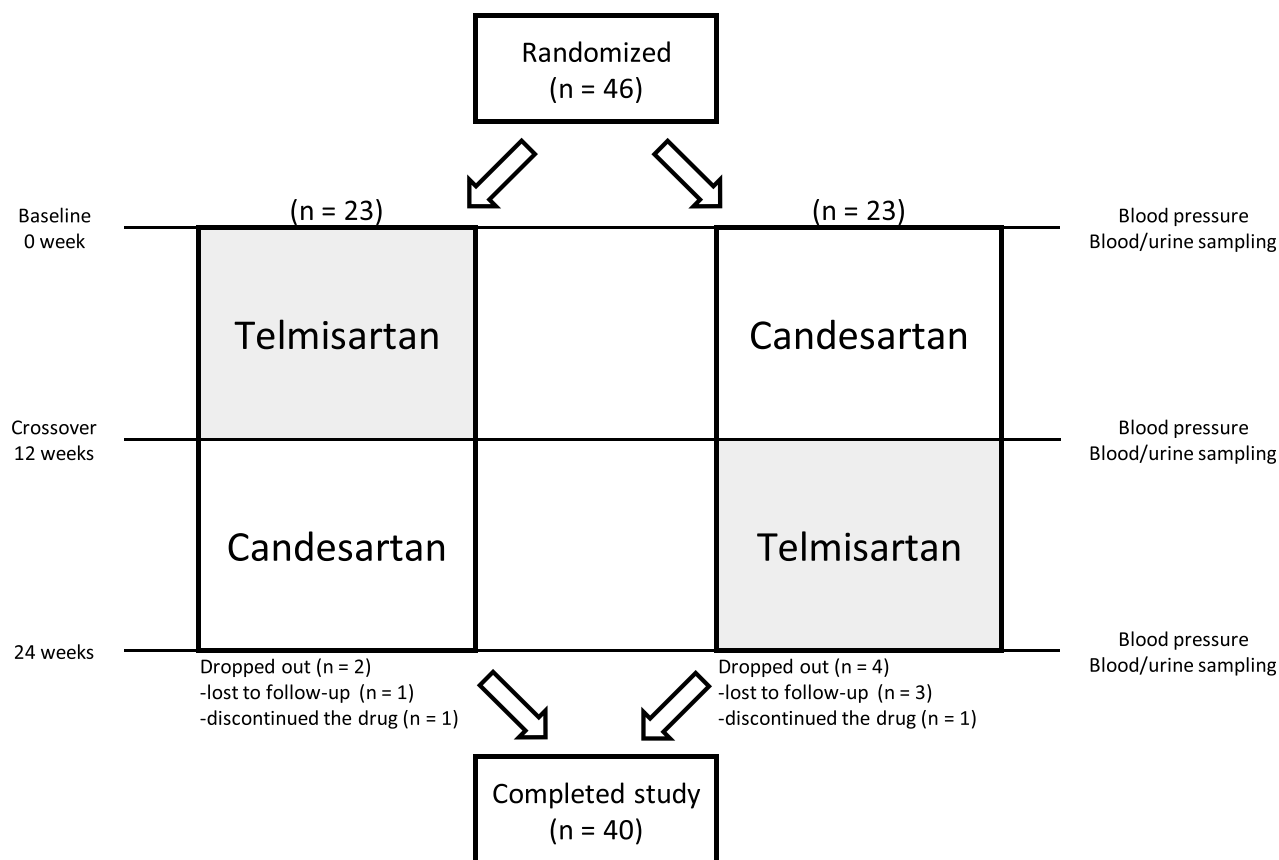 Randomized
(n = 46)
(n = 23)
(n = 23)
Baseline
0 week
Blood pressure
Blood/urine sampling
Telmisartan
Candesartan
Crossover
12 weeks
Blood pressure
Blood/urine sampling
Candesartan
Telmisartan
24 weeks
Blood pressure
Blood/urine sampling
Dropped out (n = 2)
-lost to follow-up (n = 1)
-discontinued the drug (n = 1)
Dropped out (n = 4)
-lost to follow-up (n = 3)
-discontinued the drug (n = 1)
Completed study
(n = 40)